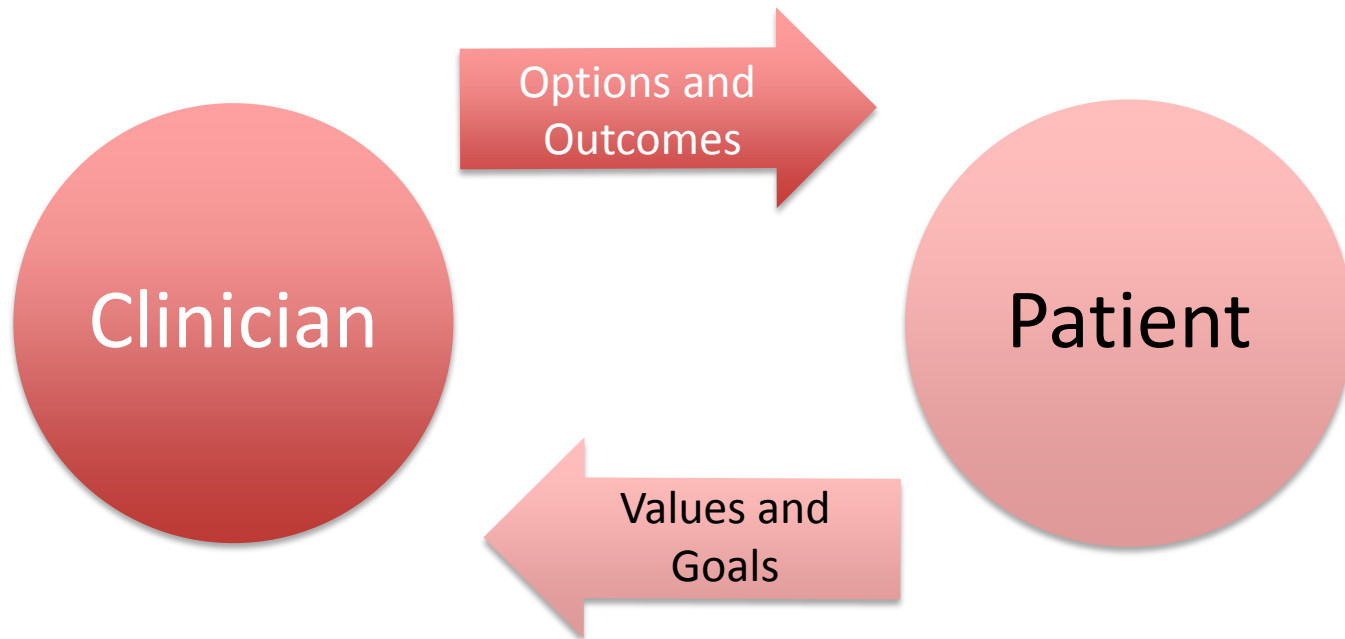 Options and
Outcomes
Clinician
Patient
Values and
Goals